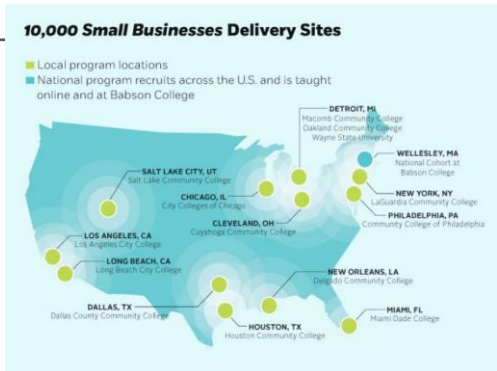 10,000 Small Businesses Delivery Sites
Local program locations
National program recruits across the U.S. and is taught
online and at Babson College
DETROIT, MI
Macomb Community College
Oakland Community College
Wayne State University
WELLESLEY, MA
National Cohort at
Babson College
SALT LAKE CITY, UT
Salt Lake Community College
CHICAGO, IL
City Colleges of Chicago
NEW YORK, NY
LaGuardia Community College
CLEVELAND, OH
Cuyahoga Community College
PHILADELPHIA, PA
Community College of Philadelphia
LOS ANGELES, CA
Los Angeles City College
LONG BEACH, CA
Long Beach City College
NEW ORLEANS, LA
Delgado Community College
DALLAS, TX
Dallas County Community College
HOUSTON, TX
Houston Community College
MIAMI, FL
Miami Dade College